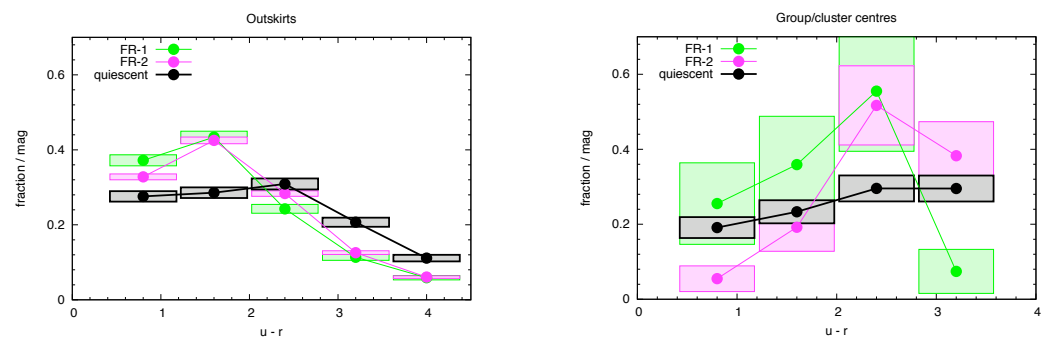 Outskirts
FR-1
FR-2
quiescent
0.6
0.4
0.2
0
fraction / mag
0 1 2 3 4
u - r
Group/cluster centres
FR-1
FR-2
quiescent
0.6
0.4
0.2
0
fraction / mag
0 1 2 3 4
u - r